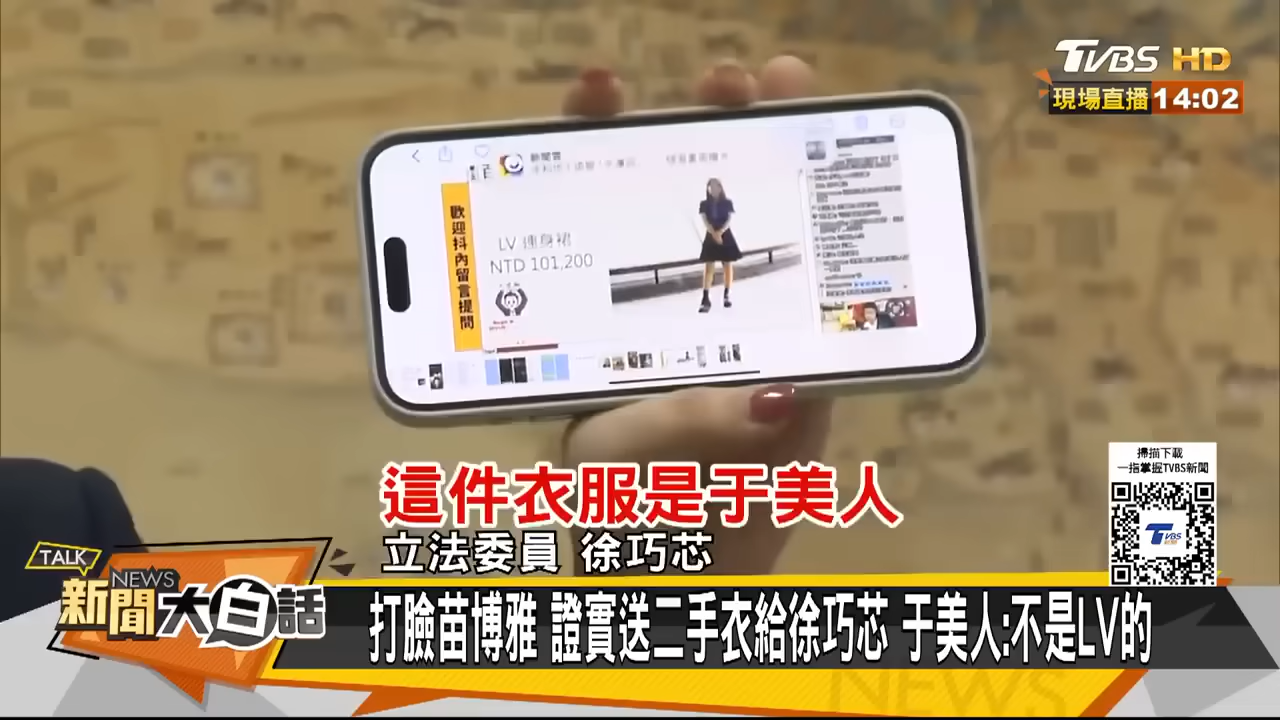 TVBS HD
現場直播 14:02
新聞雲
歡迎抖內留言提問
LV 連身裙
NTD 101,200
掃描下載
一指掌握TVBS新聞
這件衣服是于美人
立法委員 徐巧芯
TALK
NEWS
新聞大白話
打臉苗博雅 證實送二手衣給徐巧芯 于美人:不是LV的
NEWS